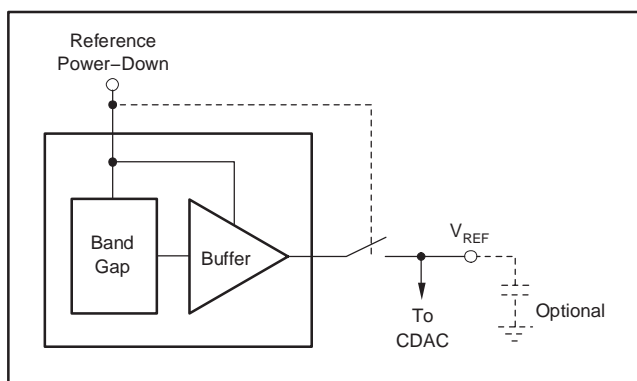 Reference
Power−Down
Band
Gap
Buffer
VREF
To
CDAC
Optional